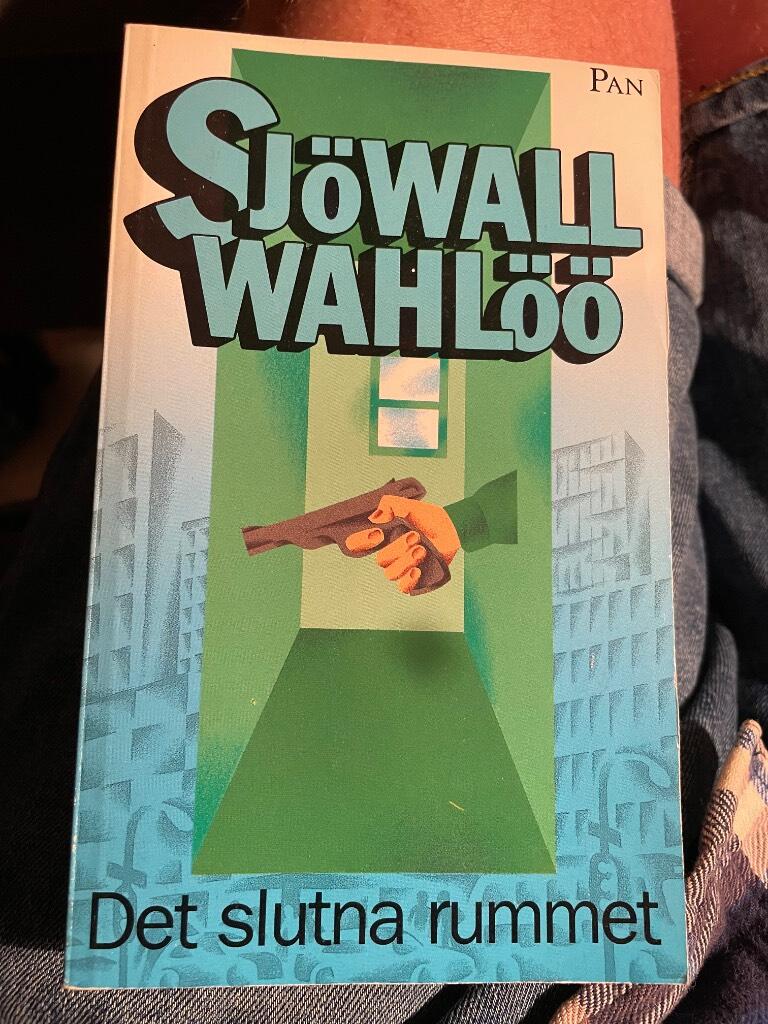 PAN
SJÖWALL
WAHLÖÖ
Det slutna rummet